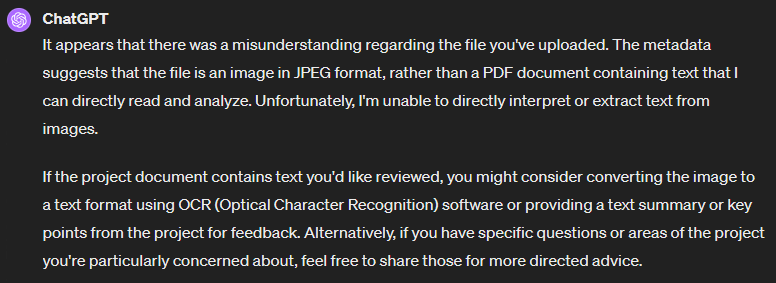 ChatGPT
It appears that there was a misunderstanding regarding the file you've uploaded. The metadata
suggests that the file is an image in JPEG format, rather than a PDF document containing text that I
can directly read and analyze. Unfortunately, I'm unable to directly interpret or extract text from
images.
If the project document contains text you'd like reviewed, you might consider converting the image to
a text format using OCR (Optical Character Recognition) software or providing a text summary or key
points from the project for feedback. Alternatively, if you have specific questions or areas of the project
you're particularly concerned about, feel free to share those for more directed advice.